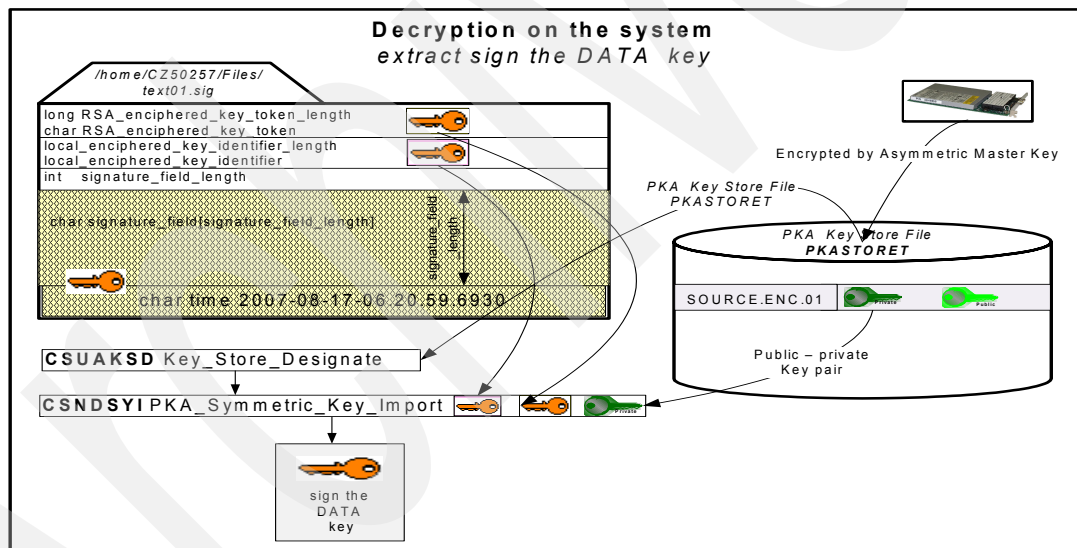 Decryption on the system
extract sign the DATA key
/home/CZ50257/Files/
text01.sig
long RSA_enciphered_key_token_length
char RSA_enciphered_key_token
local_enciphered_key_identifier_length
local_enciphered_key_identifier
int signature_field_length
char signature_field[signature_field_length]
signature_field
_length
char time 2007-08-17-06.20.59.6930
Encrypted by Asymmetric Master Key
PKA Key Store File
PKASTORET
PKA Key Store File
PKASTORET
SOURCE.ENC.01
Private
Public
Public – private
Key pair
CSUAKSD Key_Store_Designate
CSNDSYI PKA_Symmetric_Key_Import
Private
sign the
DATA
key